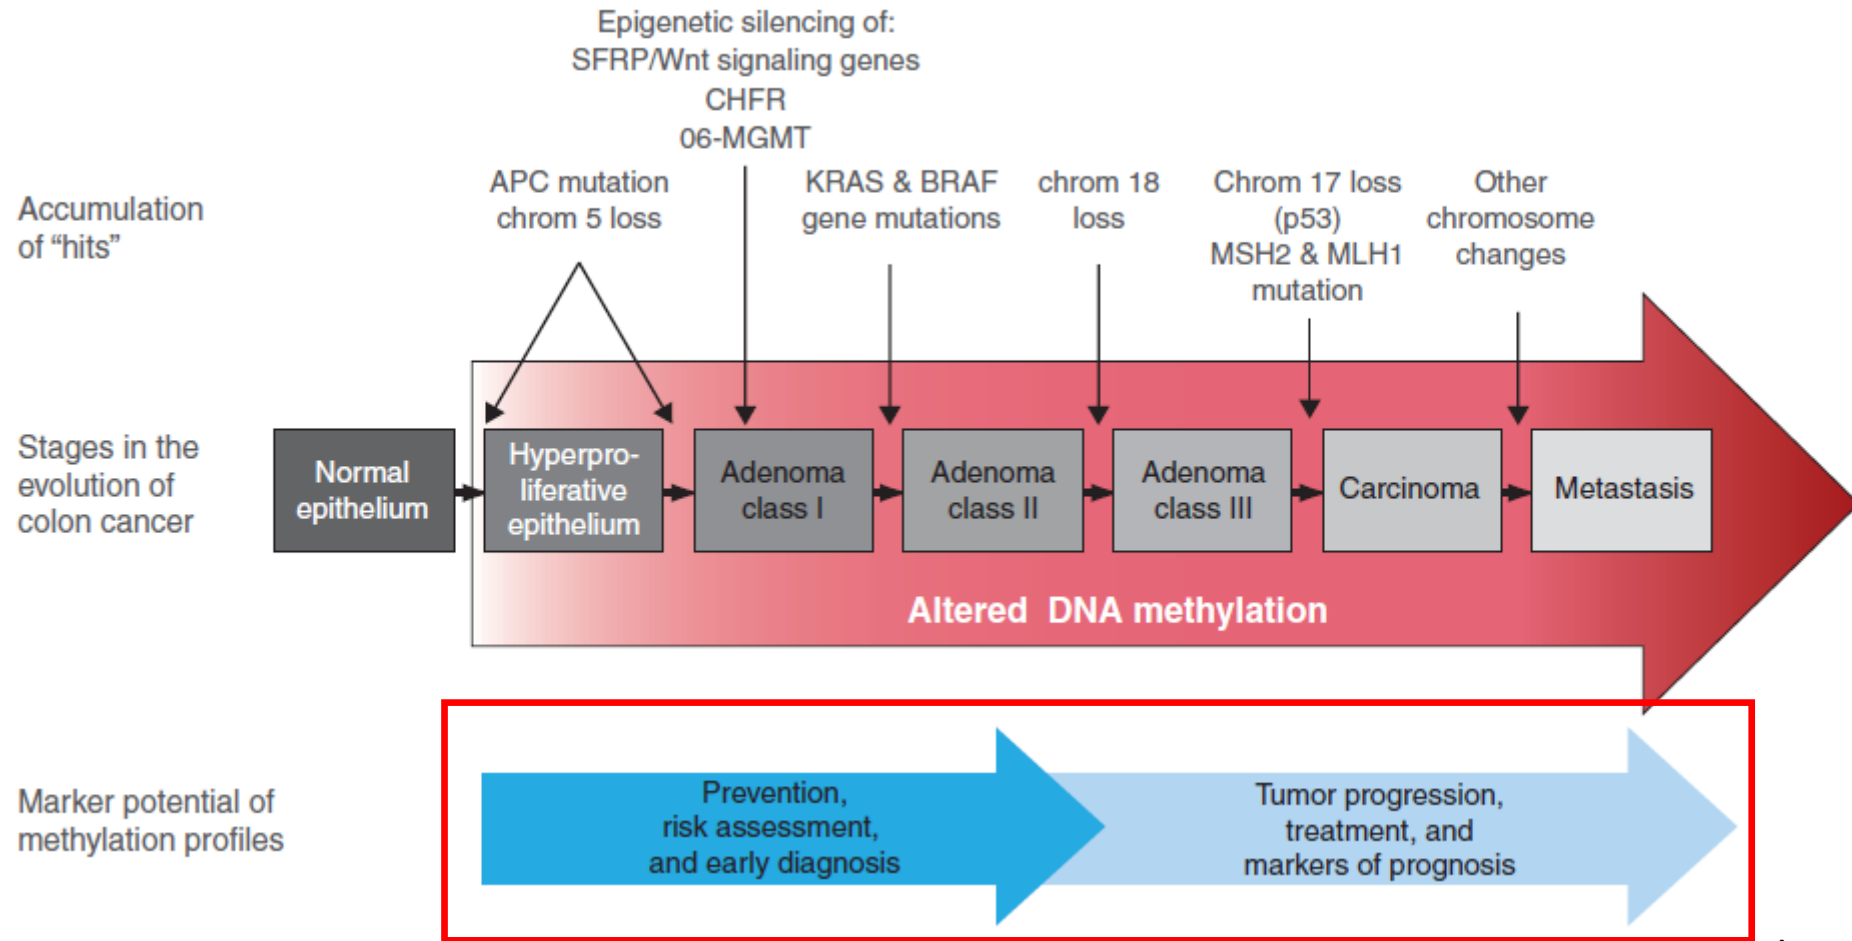 Epigenetic silencing of:
SFRP/Wnt signaling genes
CHFR
06-MGMT
Accumulation
of “hits”
APC mutation
chrom 5 loss
KRAS & BRAF
gene mutations
chrom 18
loss
Chrom 17 loss
(p53)
MSH2 & MLH1
mutation
Other
chromosome
changes
Stages in the
evolution of
colon cancer
Normal
epithelium
Hyperpro-
liferative
epithelium
Adenoma
class I
Adenoma
class II
Adenoma
class III
Carcinoma
Metastasis
Altered DNA methylation
Marker potential of
methylation profiles
Prevention,
risk assessment,
and early diagnosis
Tumor progression,
treatment, and
markers of prognosis